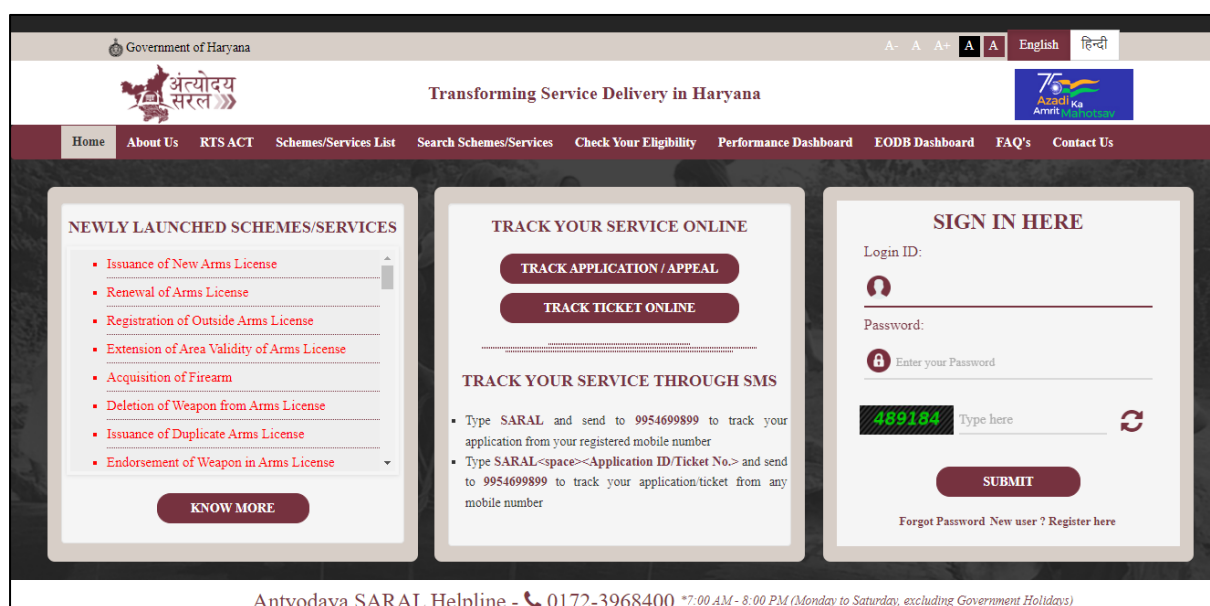 Government of Haryana
A- A A+ A A English हिन्दी
अंत्योदय
सरल
Transforming Service Delivery in Haryana
75
Azadi Ka
Amrit Mahotsav
Home About Us RTS ACT Schemes/Services List Search Schemes/Services Check Your Eligibility Performance Dashboard EODB Dashboard FAQ's Contact Us
NEWLY LAUNCHED SCHEMES/SERVICES
Issuance of New Arms License
Renewal of Arms License
Registration of Outside Arms License
Extension of Area Validity of Arms License
Acquisition of Firearm
Deletion of Weapon from Arms License
Issuance of Duplicate Arms License
Endorsement of Weapon in Arms License
KNOW MORE
TRACK YOUR SERVICE ONLINE
TRACK APPLICATION / APPEAL
TRACK TICKET ONLINE
TRACK YOUR SERVICE THROUGH SMS
Type SARAL and send to 9954699899 to track your
application from your registered mobile number
Type SARAL<space><Application ID/Ticket No.> and send
to 9954699899 to track your application/ticket from any
mobile number
SIGN IN HERE
Login ID:
Password:
Enter your Password
489184 Type here
SUBMIT
Forgot Password New user ? Register here
Antyodaya SARAL Helpline - 0172-3968400 *7:00 AM - 8:00 PM (Monday to Saturday, excluding Government Holidays)